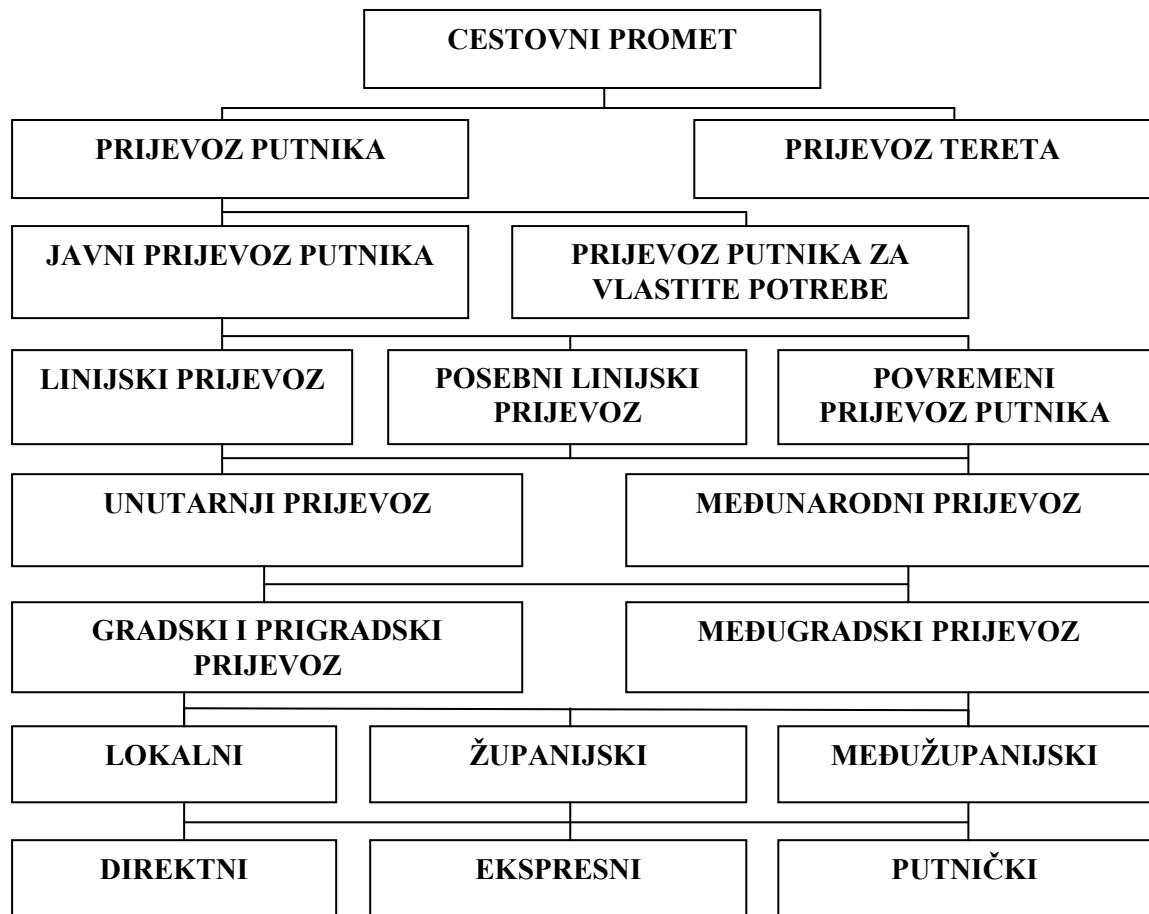 CESTOVNI PROMET
PRIJEVOZ PUTNIKA
PRIJEVOZ TERETA
JAVNI PRIJEVOZ PUTNIKA
PRIJEVOZ PUTNIKA ZA
VLASTITE POTREBE
LINIJSKI PRIJEVOZ
POSEBNI LINIJSKI
PRIJEVOZ
POVREMENI
PRIJEVOZ PUTNIKA
UNUTARNJI PRIJEVOZ
MEĐUNARODNI PRIJEVOZ
GRADSKI I PRIGRADSKI
PRIJEVOZ
MEĐUGRADSKI PRIJEVOZ
LOKALNI
ŽUPANIJSKI
MEĐUŽUPANIJSKI
DIREKTNI
EKSPRESNI
PUTNIČKI